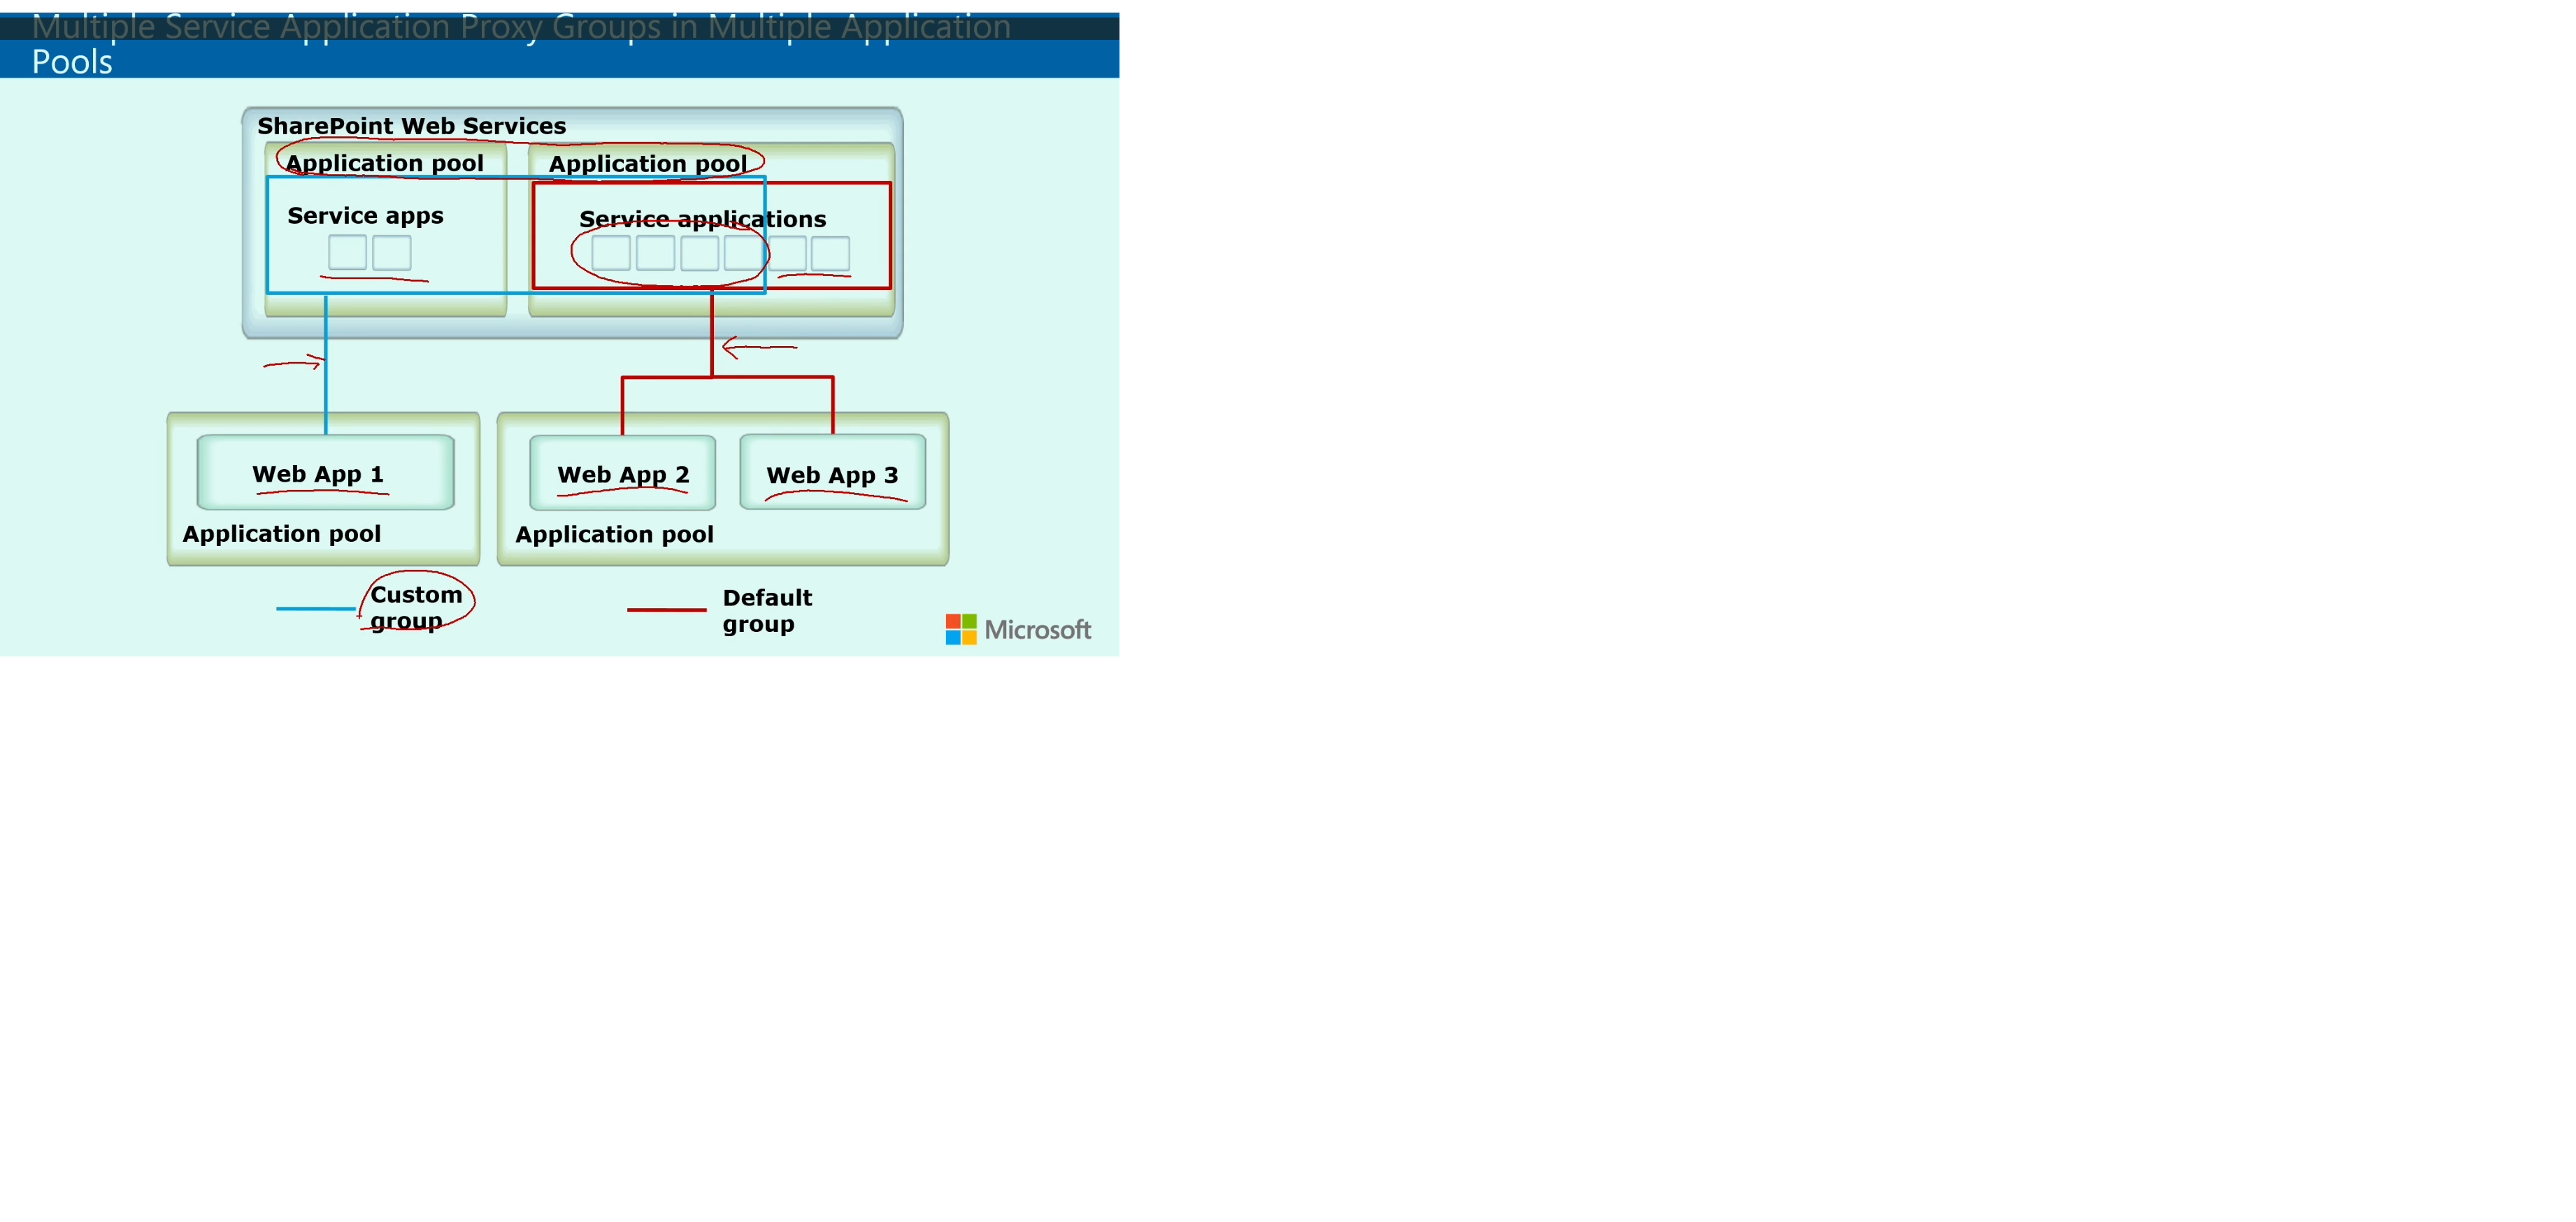 Multiple Service Application Proxy Groups in Multiple Application
Pools
SharePoint Web Services
Application pool
Application pool
Service apps
Service applications
Web App 1
Web App 2
Web App 3
Application pool
Application pool
Custom
group
Default
group
Microsoft